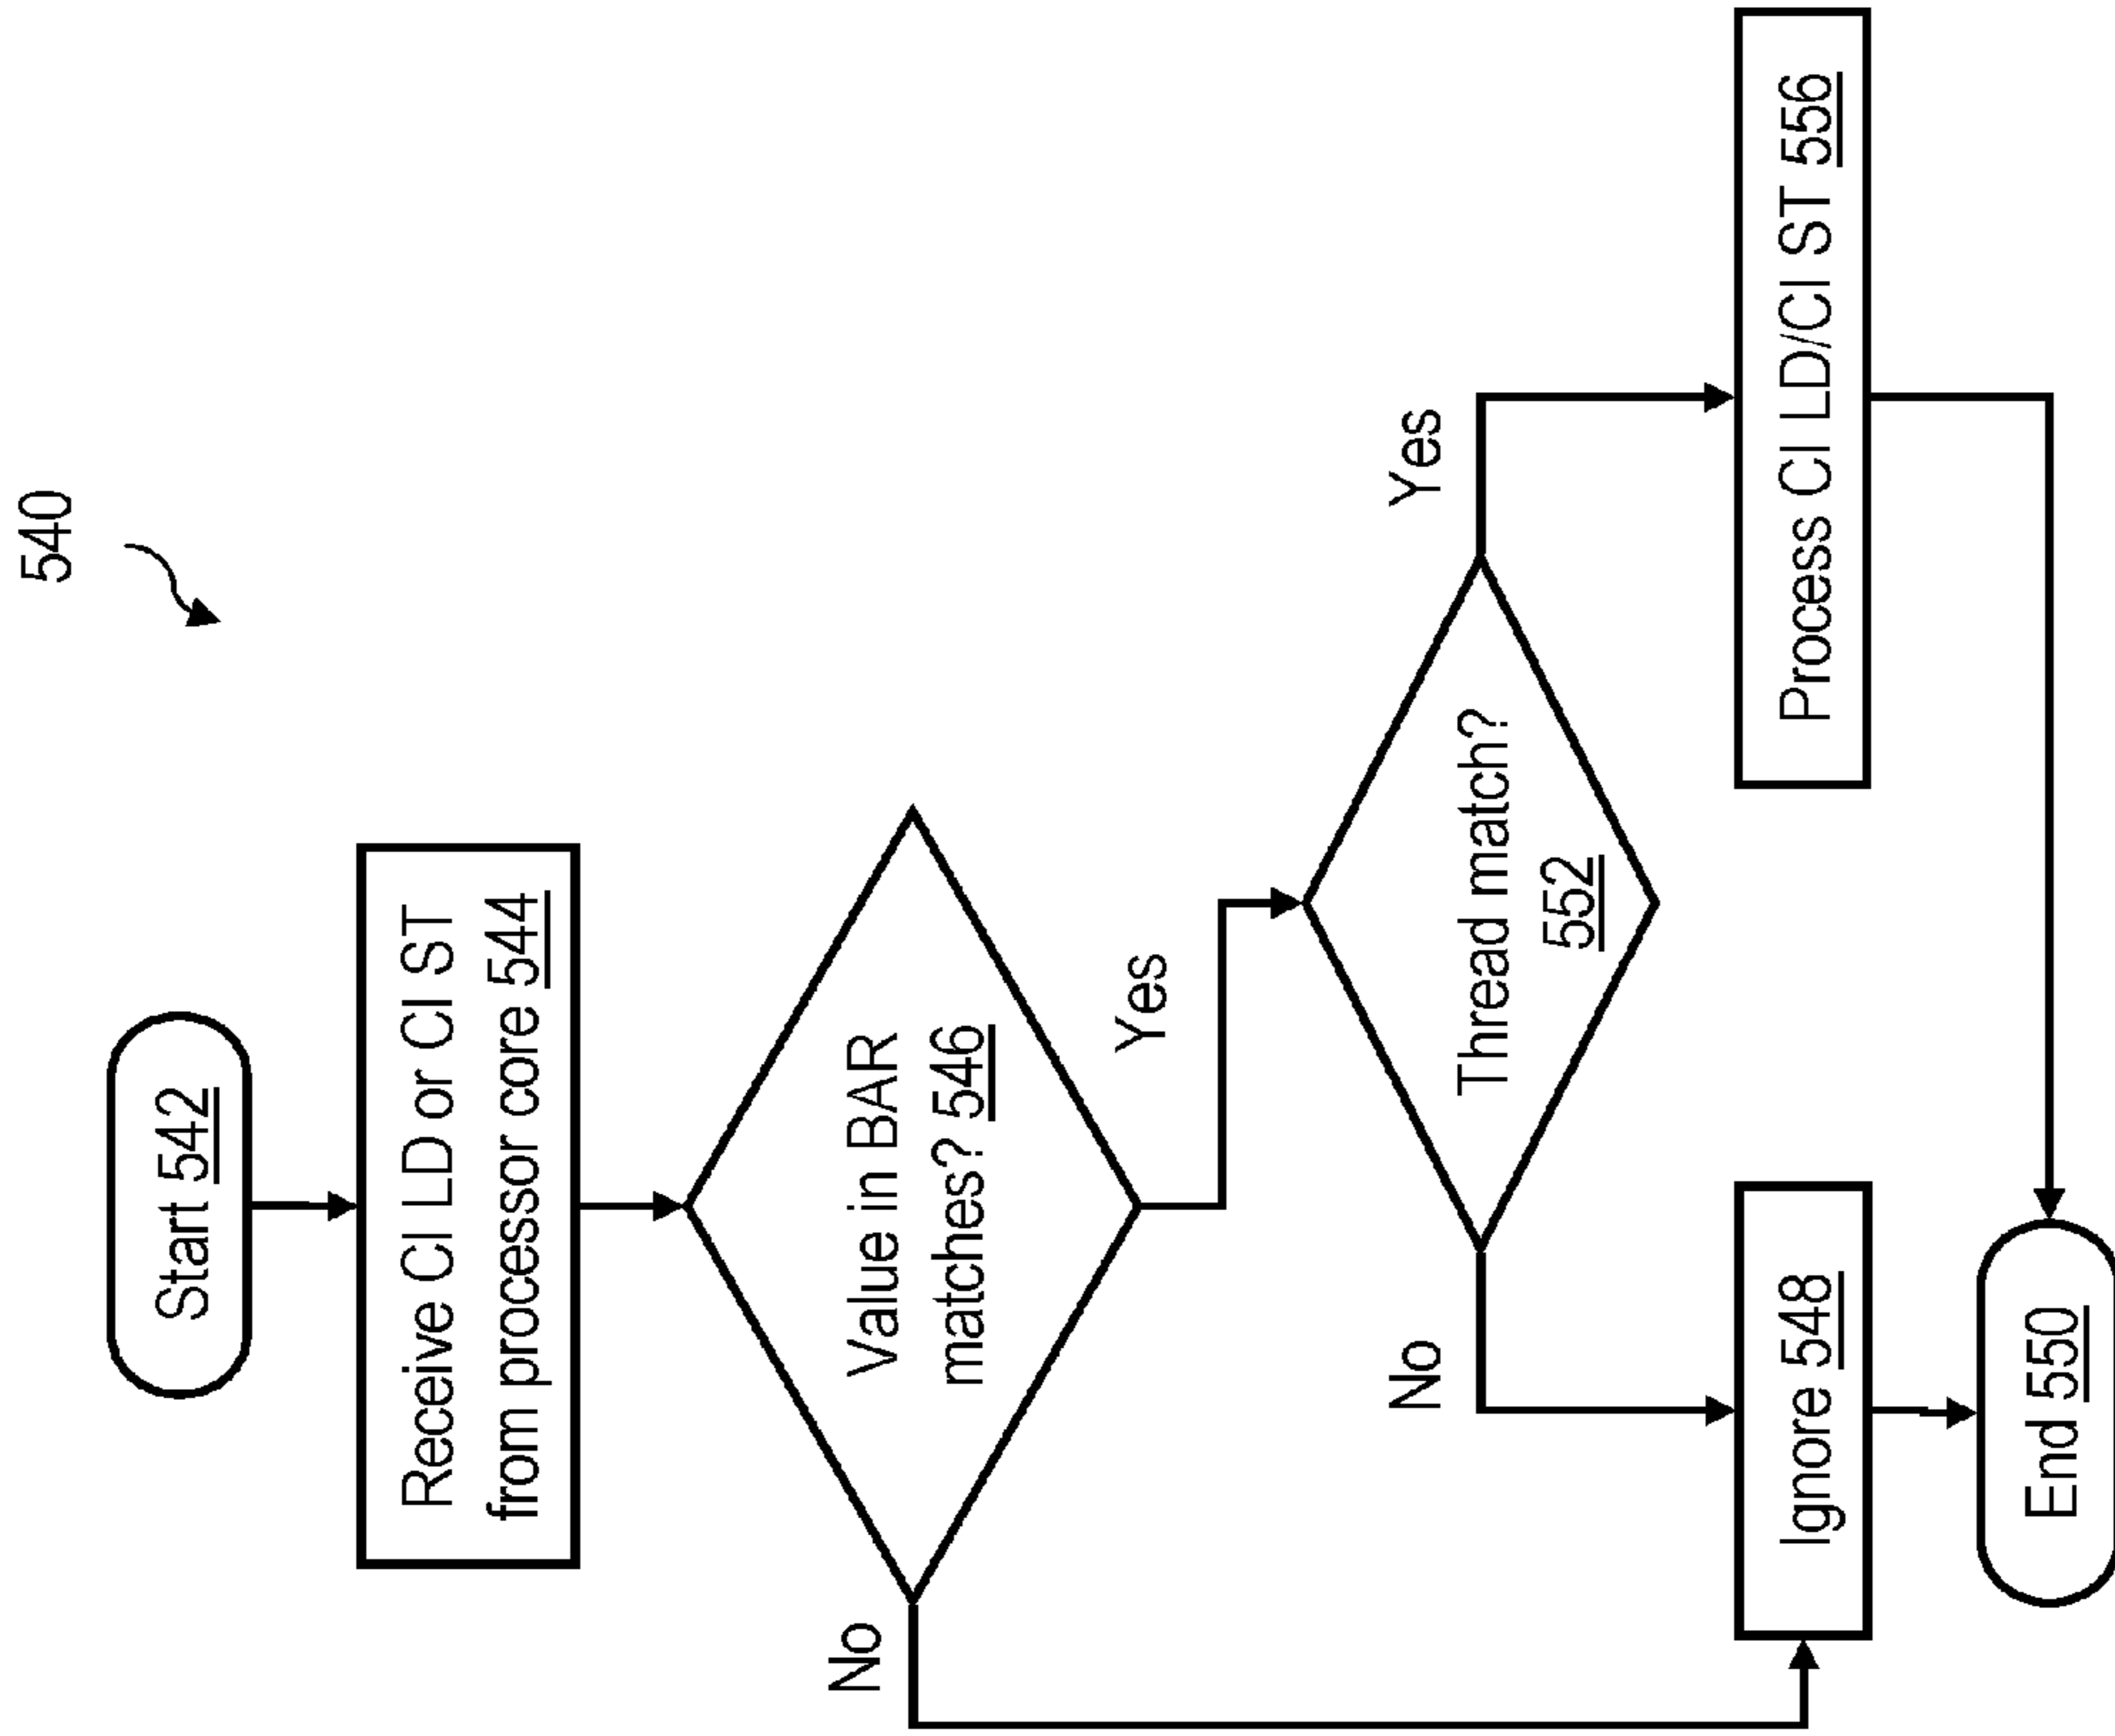 540
Start 542
Receive CI LD or CI ST
from processor core 544
Value in BAR
matches? 546
No
Yes
Thread match?
552
No
Yes
Ignore 548
Process CI LD/CI ST 556
End 550